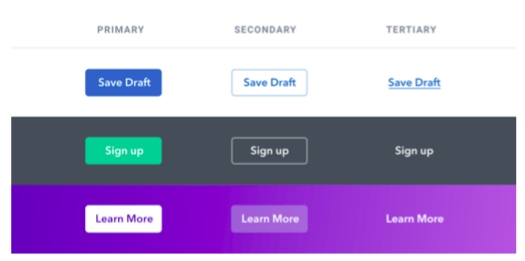 PRIMARY SECONDARY TERTIARY
Save Draft Save Draft Save Draft
Sign up Sign up Sign up
Learn More Learn More Learn More